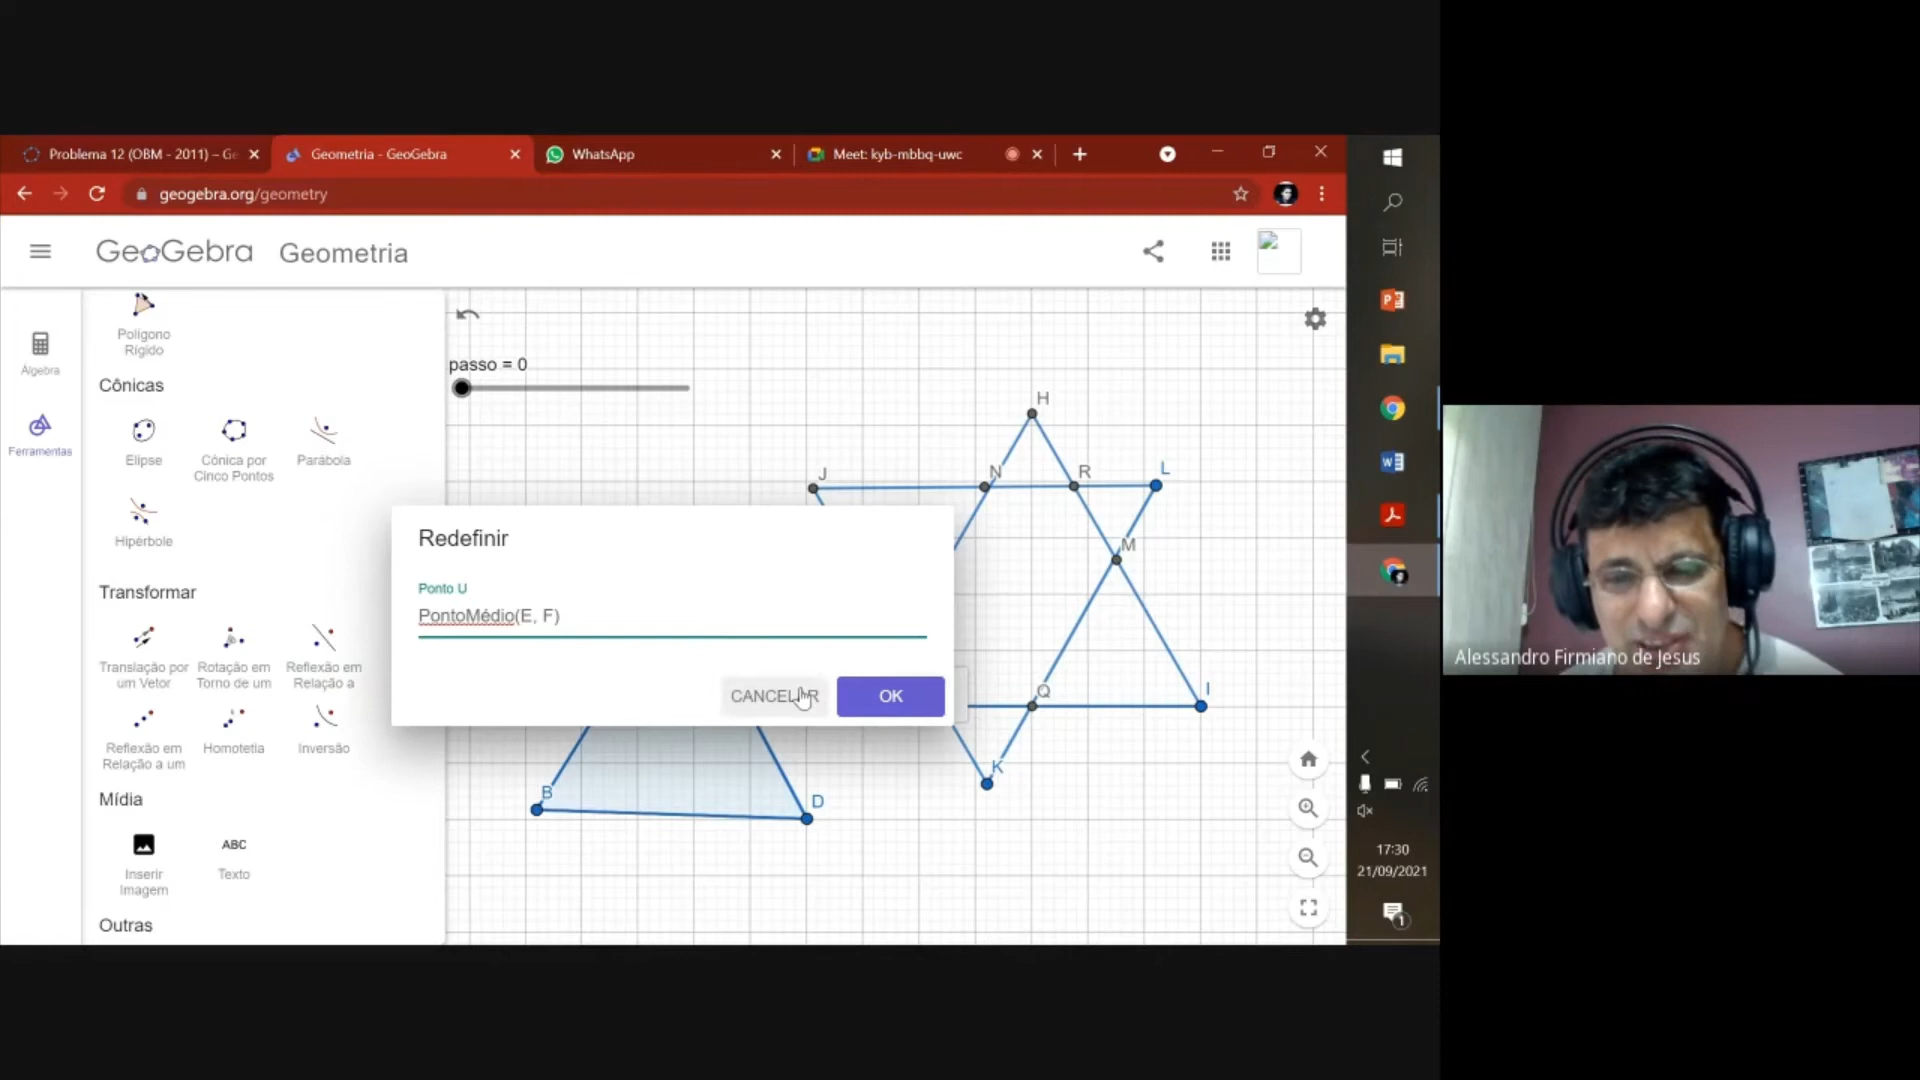 Problema 12 (OBM - 2011) – Ge
Geometria - GeoGebra
WhatsApp
Meet: kyb-mbbq-uwc
geogebra.org/geometry
GeoGebra
Geometria
Álgebra
Ferramentas
Polígono
Rígido
Cônicas
Elipse
Cônica por
Cinco Pontos
Parábola
Hipérbole
Transformar
Translação por
um Vetor
Rotação em
Torno de um
Reflexão em
Relação a
Reflexão em
Relação a um
Homotetia
Inversão
Mídia
Inserir
Imagem
ABC
Texto
Outras
passo = 0
H
J
N
R
L
M
Q
I
K
B
D
Redefinir
Ponto U
PontoMédio(E, F)
CANCELAR
OK
17:30
21/09/2021
1
Alessandro Firmiano de Jesus